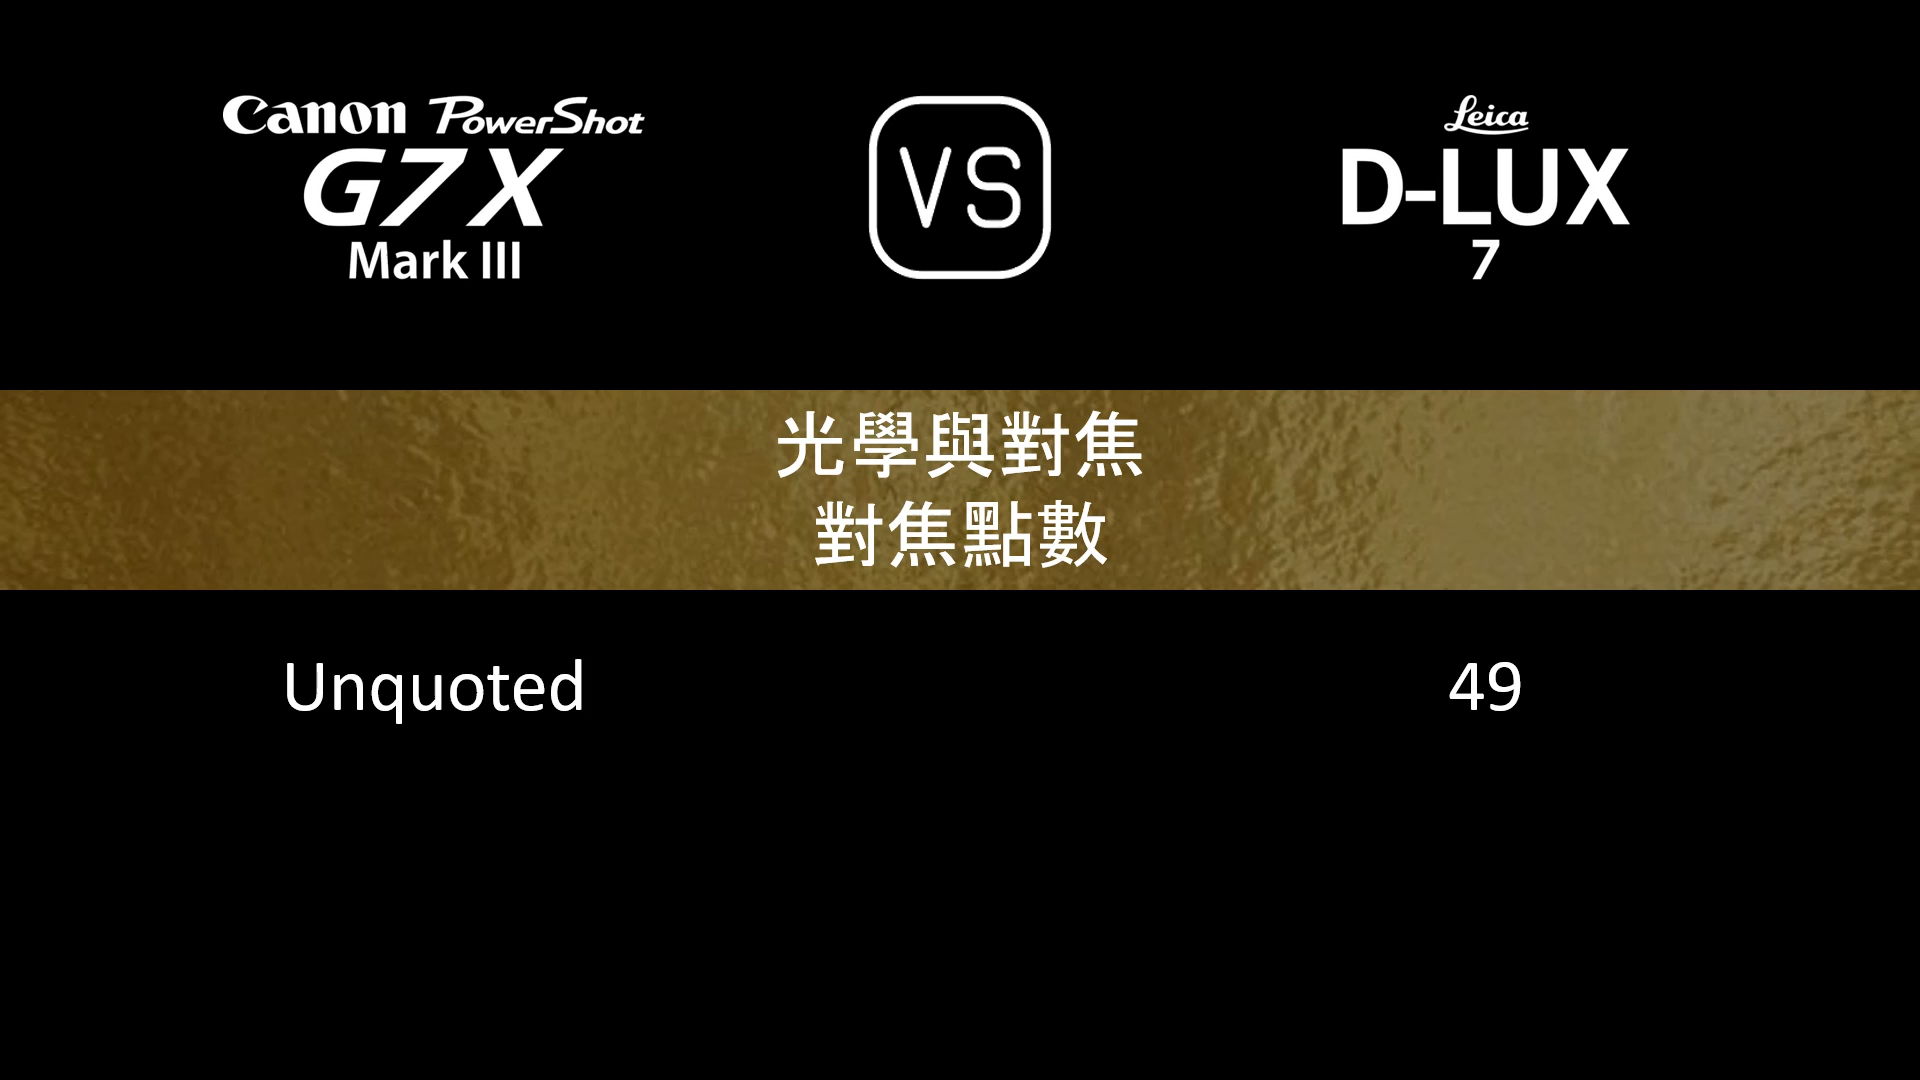 Canon PowerShot
G7 X
Mark III
VS
Leica
D-LUX
7
光學與對焦
對焦點數
Unquoted
49